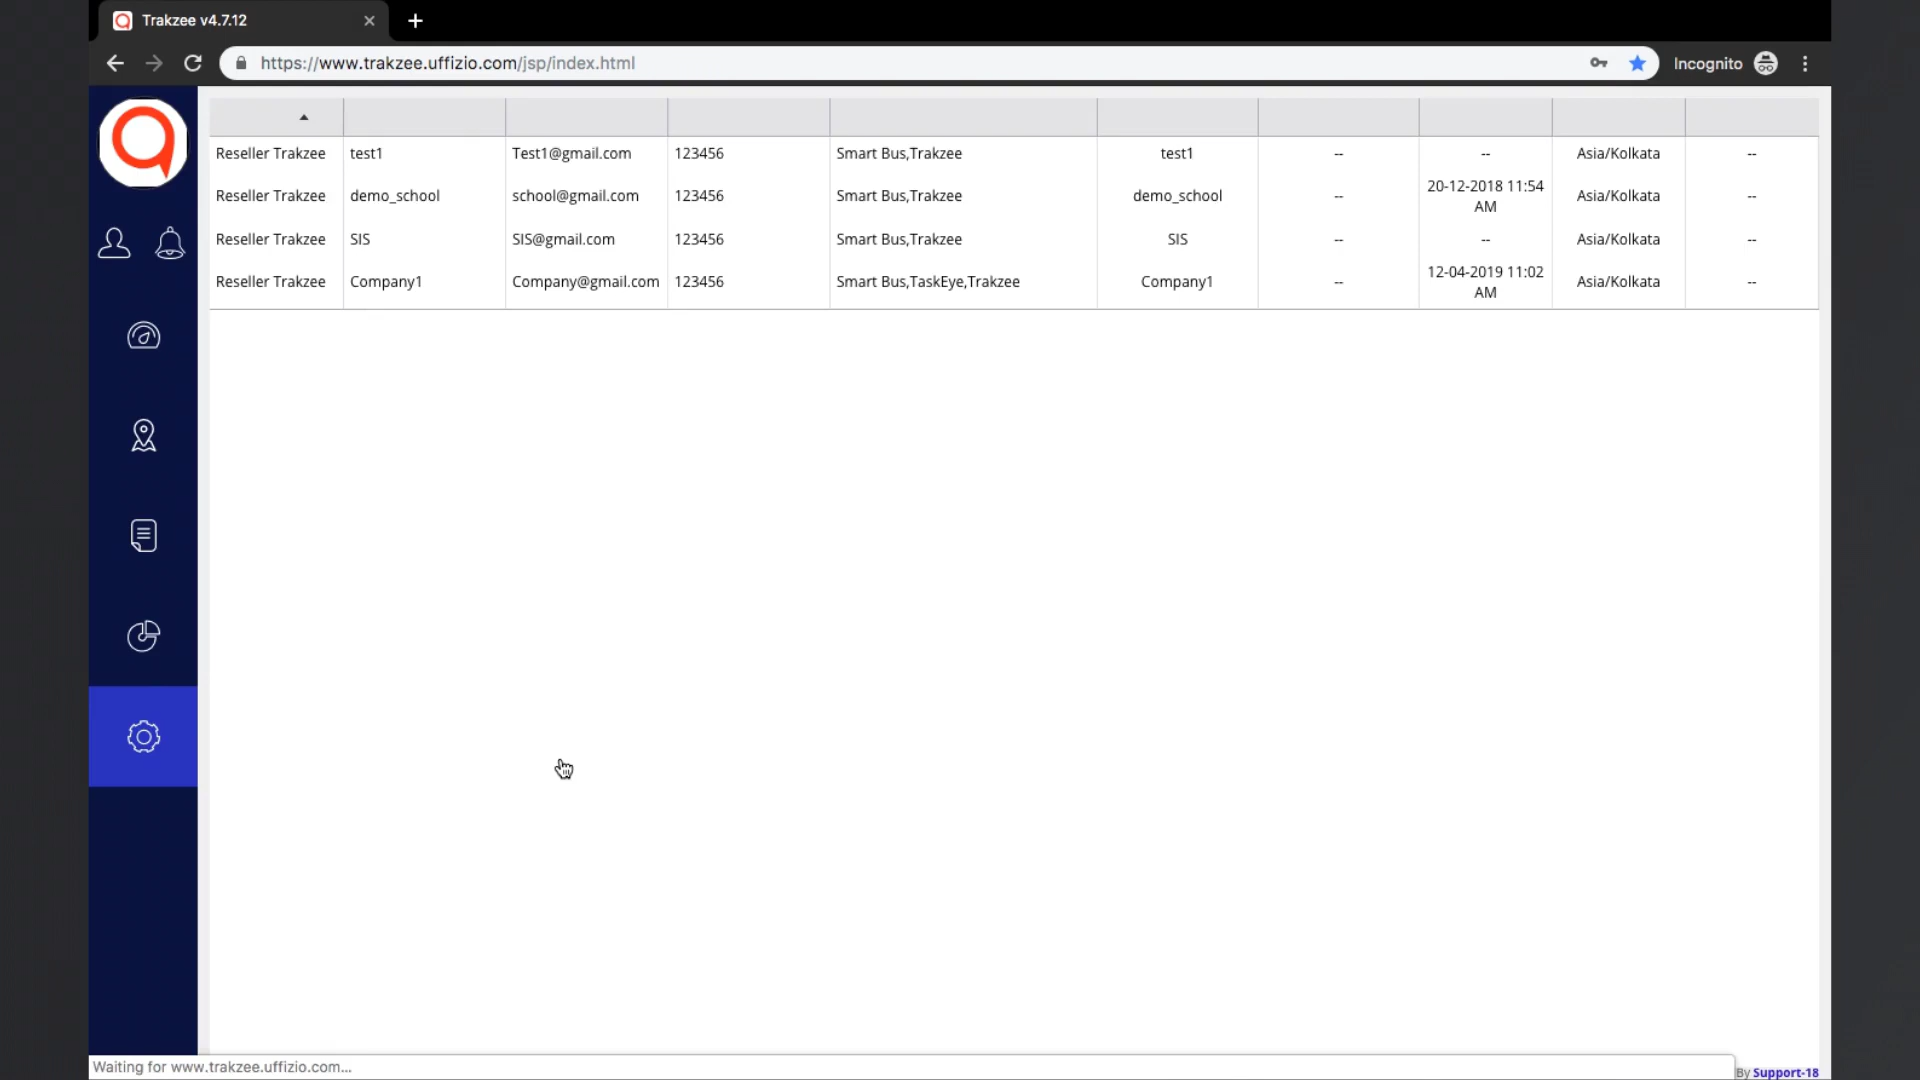 Trakzee v4.7.12
https://www.trakzee.uffizio.com/jsp/index.html
Incognito
Reseller Trakzee test1 Test1@gmail.com 123456 Smart Bus,Trakzee test1 -- -- Asia/Kolkata --
Reseller Trakzee demo_school school@gmail.com 123456 Smart Bus,Trakzee demo_school -- 20-12-2018 11:54 AM Asia/Kolkata --
Reseller Trakzee SIS SIS@gmail.com 123456 Smart Bus,Trakzee SIS -- -- Asia/Kolkata --
Reseller Trakzee Company1 Company@gmail.com 123456 Smart Bus,TaskEye,Trakzee Company1 -- 12-04-2019 11:02 AM Asia/Kolkata --
Waiting for www.trakzee.uffizio.com...
By Support-18